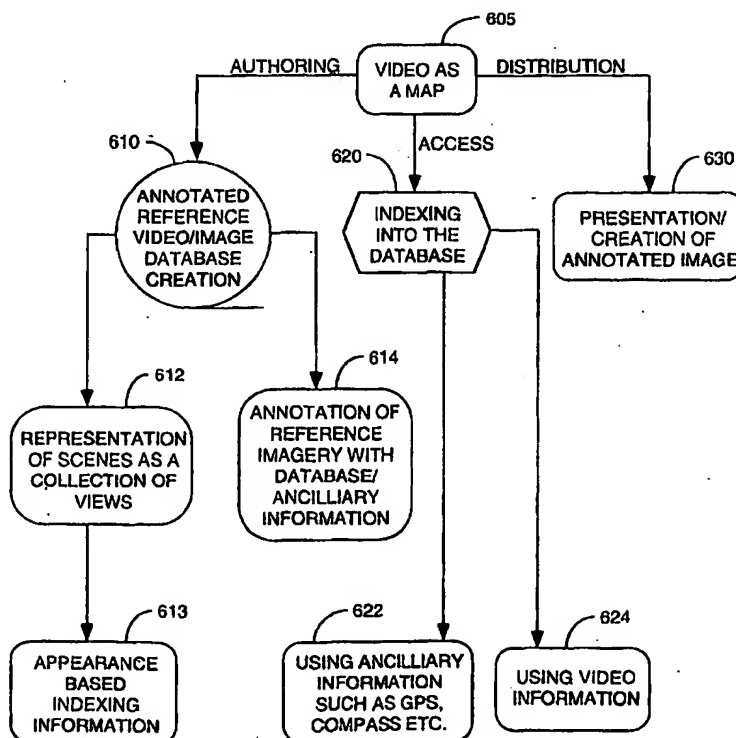 605
AUTHORING
VIDEO AS
A MAP
DISTRIBUTION
610
ACCESS
620
630
ANNOTATED
REFERENCE
VIDEO/IMAGE
DATABASE
CREATION
INDEXING
INTO THE
DATABASE
PRESENTATION/
CREATION OF
ANNOTATED IMAGE
612
614
REPRESENTATION
OF SCENES AS A
COLLECTION OF
VIEWS
ANNOTATION OF
REFERENCE
IMAGERY WITH
DATABASE/
ANCILLIARY
INFORMATION
613
622
624
APPEARANCE
BASED
INDEXING
INFORMATION
USING ANCILLIARY
INFORMATION
SUCH AS GPS,
COMPASS ETC.
USING VIDEO
INFORMATION